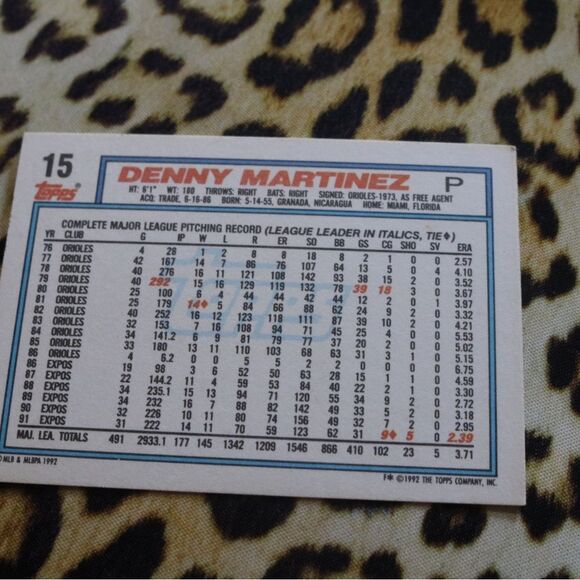 15
Topps®
DENNY MARTINEZ P
HT: 6'1" WT: 180 THROWS: RIGHT BATS: RIGHT SIGNED: ORIOLES-1973, AS FREE AGENT
ACQ: TRADE, 6-16-86 BORN: 5-14-55, GRANADA, NICARAGUA HOME: MIAMI, FLORIDA
COMPLETE MAJOR LEAGUE PITCHING RECORD (LEAGUE LEADER IN ITALICS, TIE♦)
YR CLUB G IP W L R ER SO BB GS CG SHO SV ERA
76 ORIOLES 4 28 1 2 8 8 18 8 2 1 0 0 2.57
77 ORIOLES 42 167 14 7 86 76 107 64 13 5 0 4 4.10
78 ORIOLES 40 276 16 11 121 108 142 93 38 15 2 0 3.52
79 ORIOLES 40 292 15 16 129 119 132 78 39 18 3 0 3.67
80 ORIOLES 25 100 6 4 44 44 42 44 12 2 0 1 3.97
81 ORIOLES 25 179 14♦ 5 84 66 88 62 24 9 2 0 3.32
82 ORIOLES 40 252 16 12 123 118 111 87 39 10 2 0 4.21
83 ORIOLES 32 153 7 16 108 94 71 45 25 4 0 0 5.53
84 ORIOLES 34 141.2 6 9 81 79 77 37 20 2 0 0 5.02
85 ORIOLES 33 180 13 11 110 103 68 63 31 3 1 0 5.15
86 ORIOLES 4 6.2 0 0 5 5 2 2 0 0 0 0 6.75
86 EXPOS 19 98 3 6 52 50 63 28 15 1 1 0 4.59
87 EXPOS 22 144.2 11 4 59 53 84 40 22 2 1 0 3.30
88 EXPOS 34 235.1 15 13 94 71 120 55 34 9 2 0 2.72
89 EXPOS 34 232 16 7 88 82 142 49 33 5 2 0 3.18
90 EXPOS 32 226 10 11 80 74 156 49 32 7 2 0 2.95
91 EXPOS 31 222 14 11 70 59 123 62 31 9♦ 5 0 2.39
MAJ. LEA. TOTALS 491 2933.1 177 145 1342 1209 1546 866 410 102 23 5 3.71
MLB & MLBPA 1992 F* ©1992 THE TOPPS COMPANY, INC.